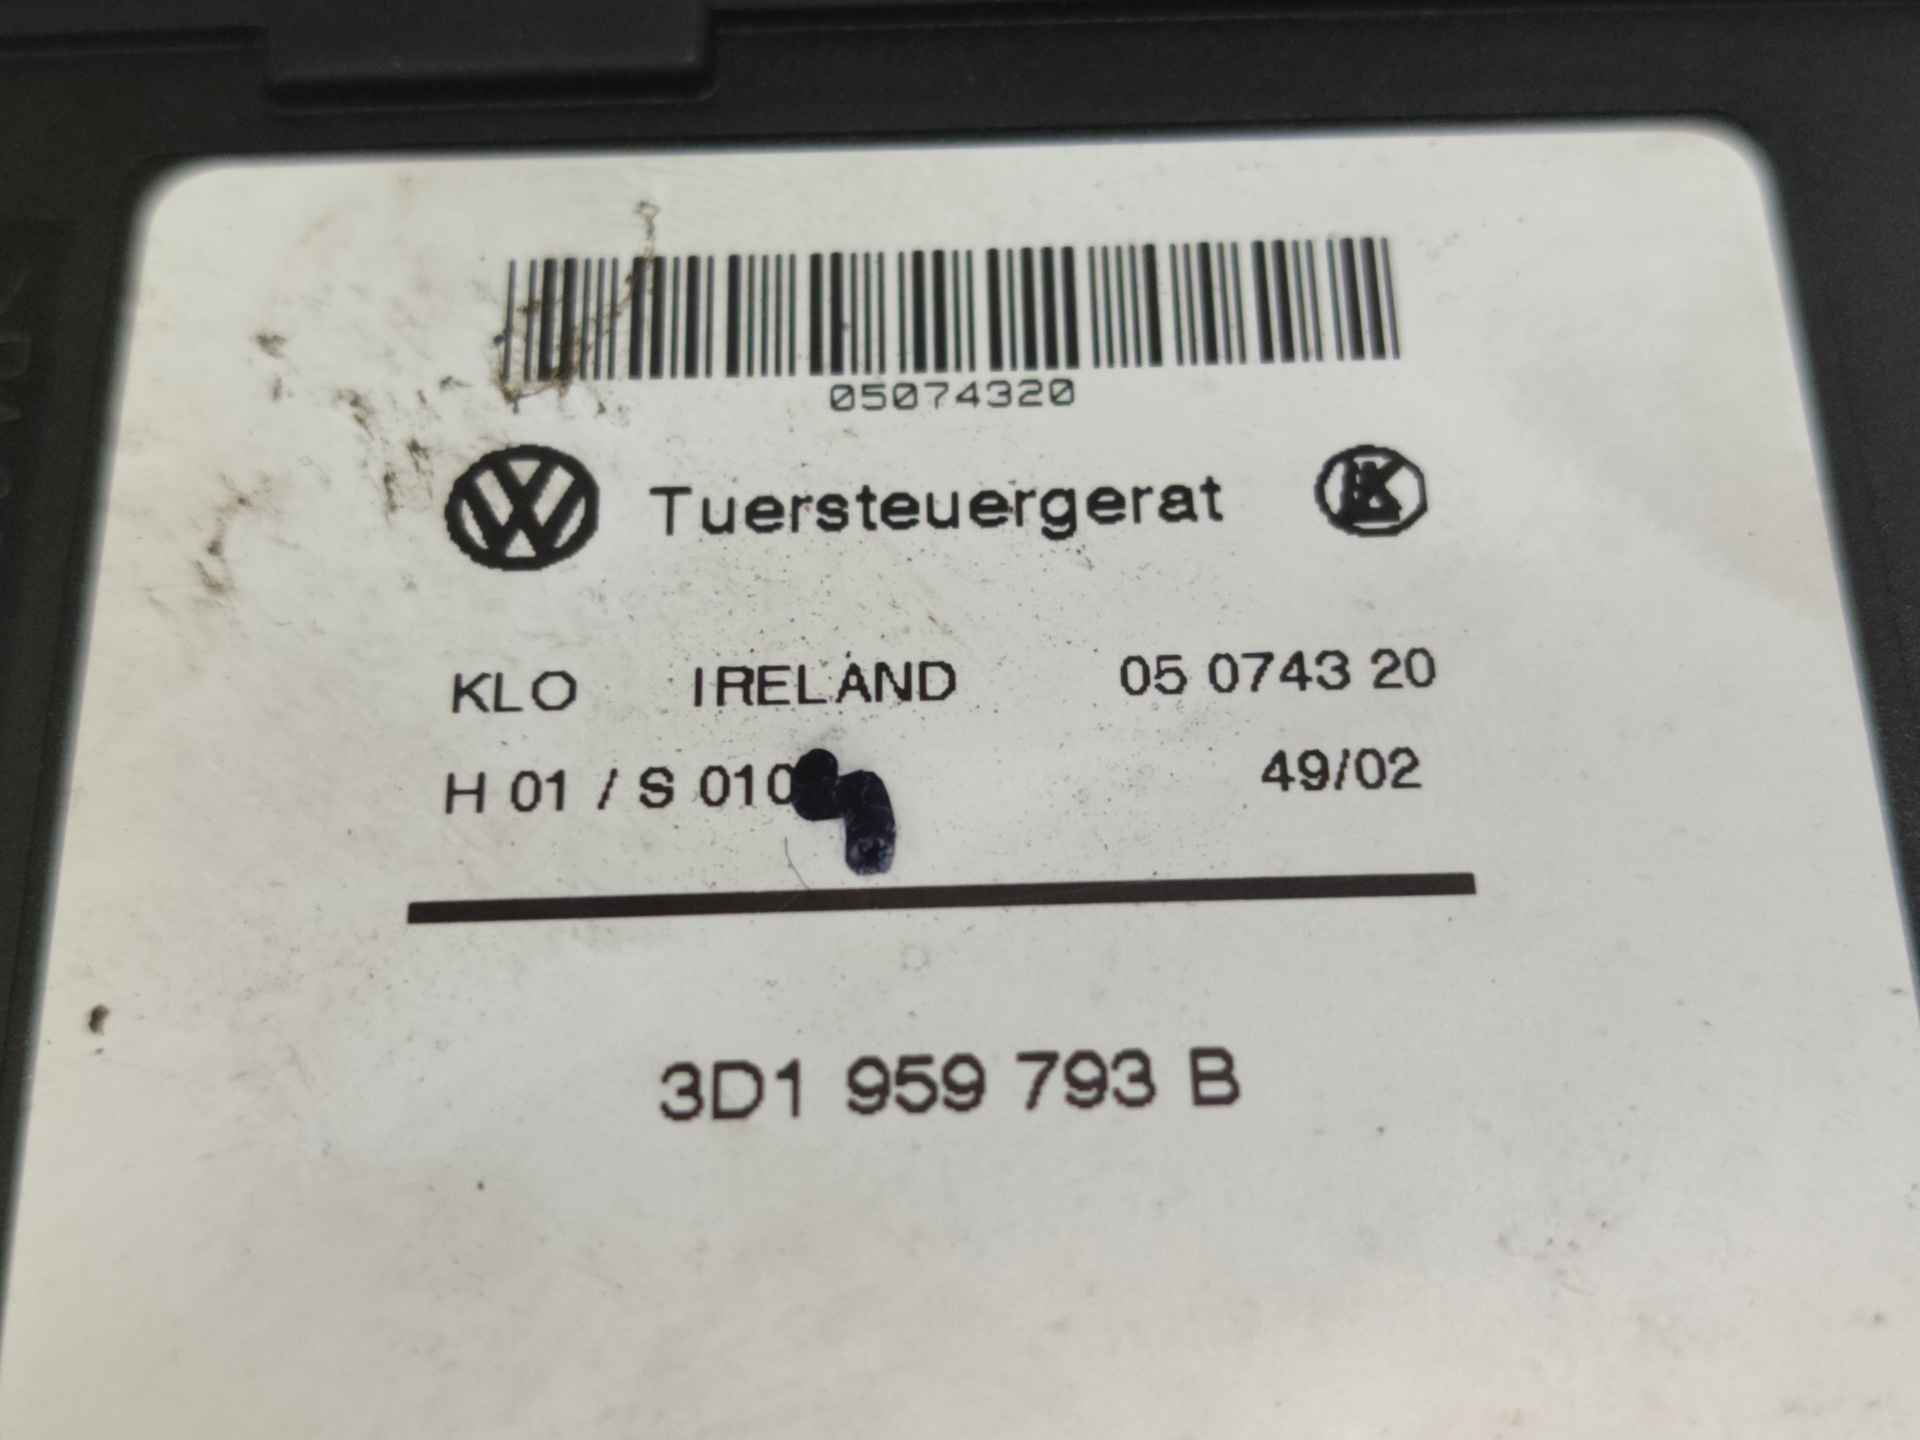 05074320
Tuersteuergerat
KLO IRELAND 05 0743 20
H 01 / S 010 49/02
3D1 959 793 B